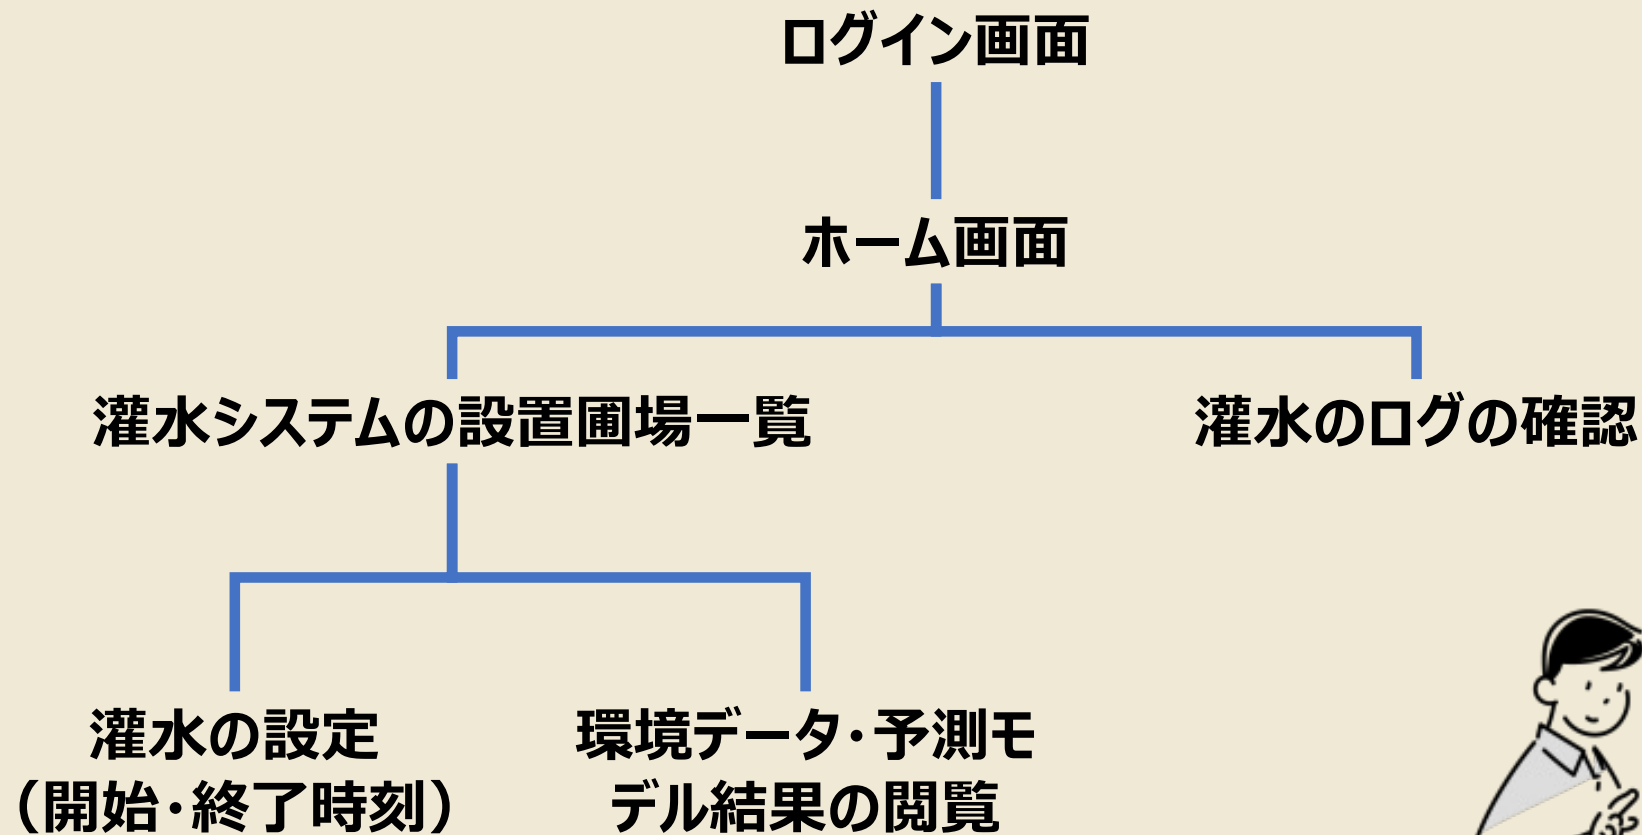 ログイン画面
ホーム画面
灌水システムの設置圃場一覧
灌水のログの確認
灌水の設定
（開始・終了時刻）
環境データ・予測モ
デル結果の閲覧